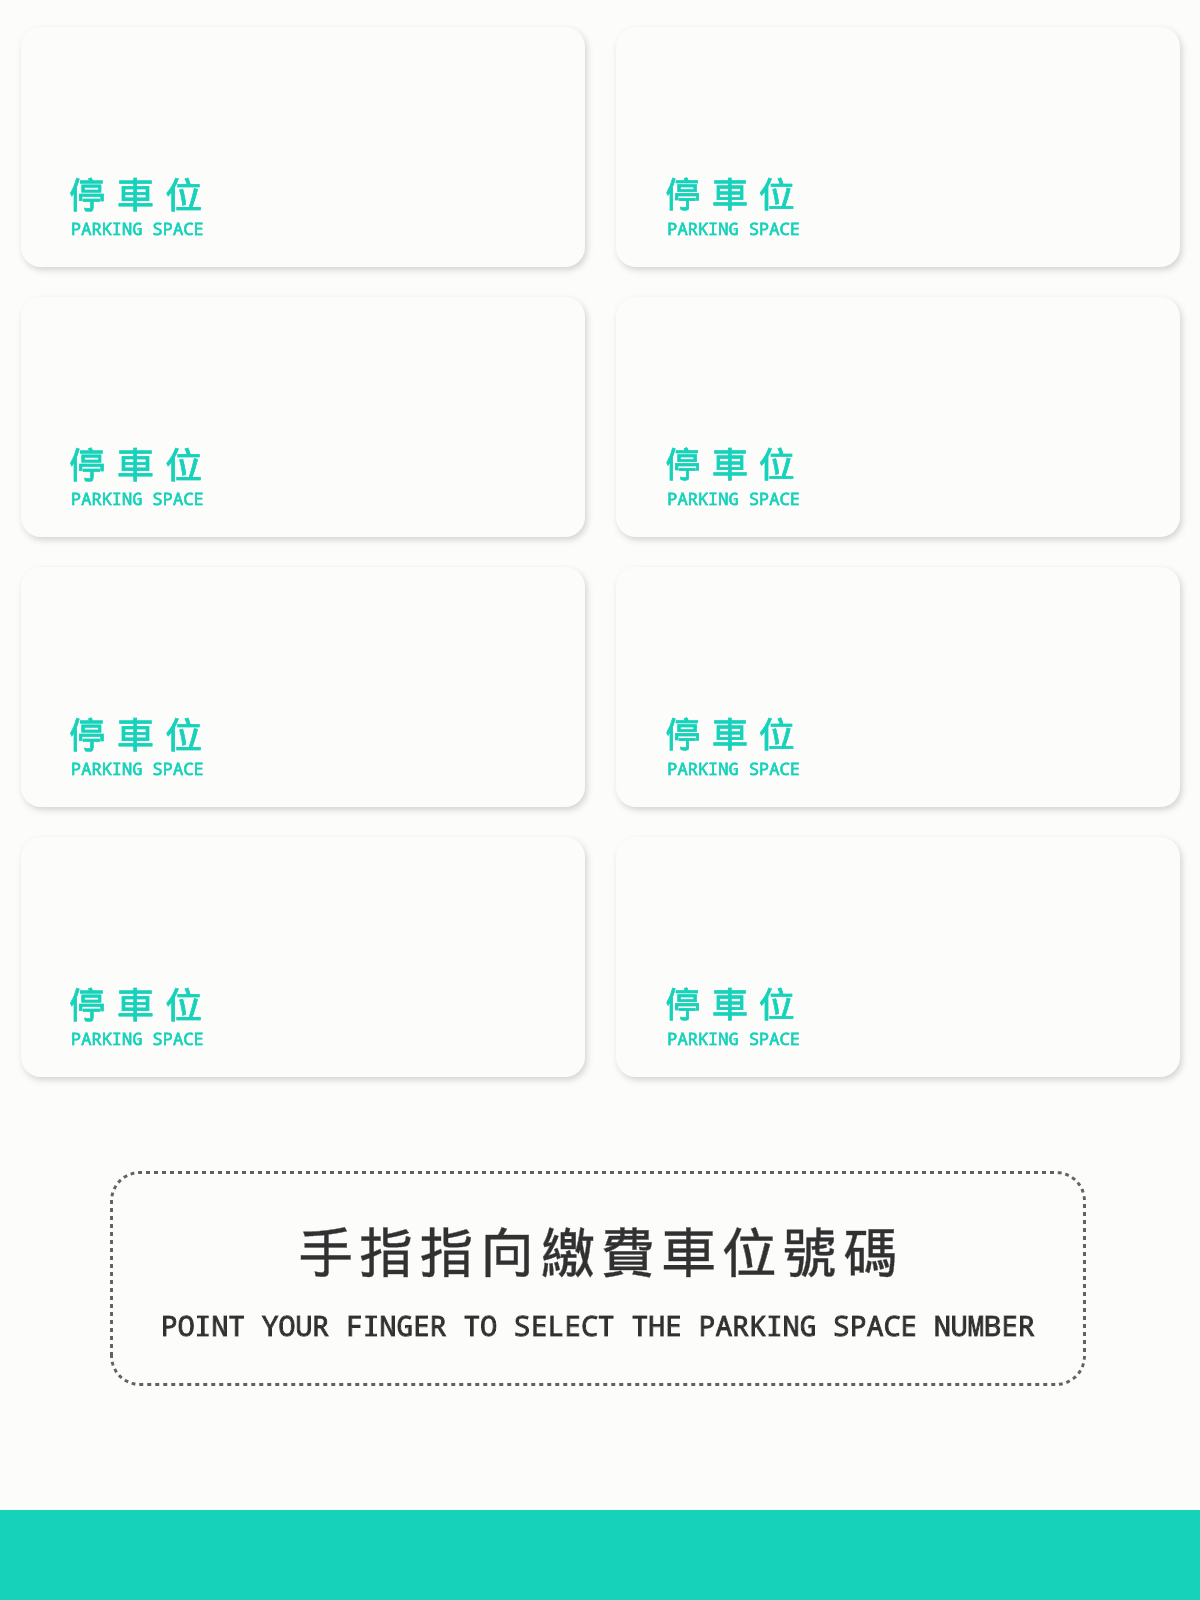 停車位
PARKING SPACE
停車位
PARKING SPACE
停車位
PARKING SPACE
停車位
PARKING SPACE
停車位
PARKING SPACE
停車位
PARKING SPACE
停車位
PARKING SPACE
停車位
PARKING SPACE
手指指向繳費車位號碼
POINT YOUR FINGER TO SELECT THE PARKING SPACE NUMBER